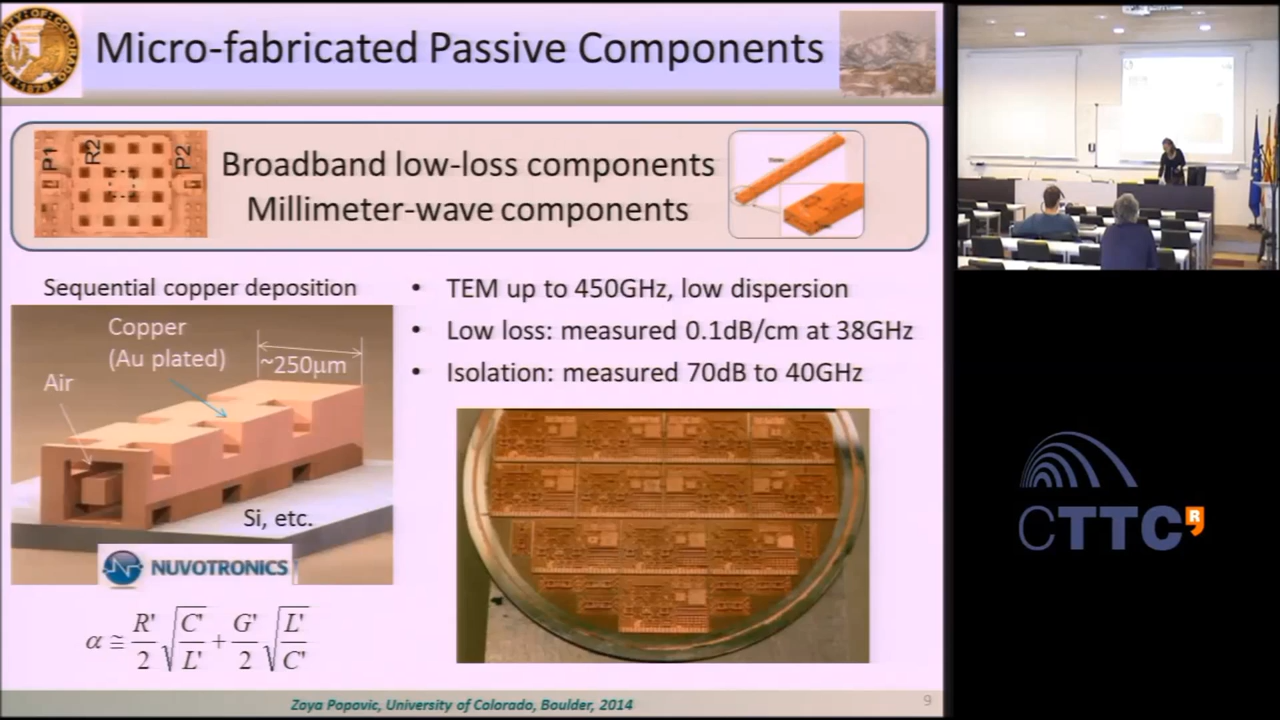 Micro-fabricated Passive Components
P1
R2
P2
Broadband low-loss components
Millimeter-wave components
Sequential copper deposition
Copper
(Au plated)
~250μm
Air
Si, etc.
NUVOTRONICS
α ≅ R'/2 √(C'/L') + G'/2 √(L'/C')
• TEM up to 450GHz, low dispersion
• Low loss: measured 0.1dB/cm at 38GHz
• Isolation: measured 70dB to 40GHz
Zoya Popovic, University of Colorado, Boulder, 2014
9
CTTC
R